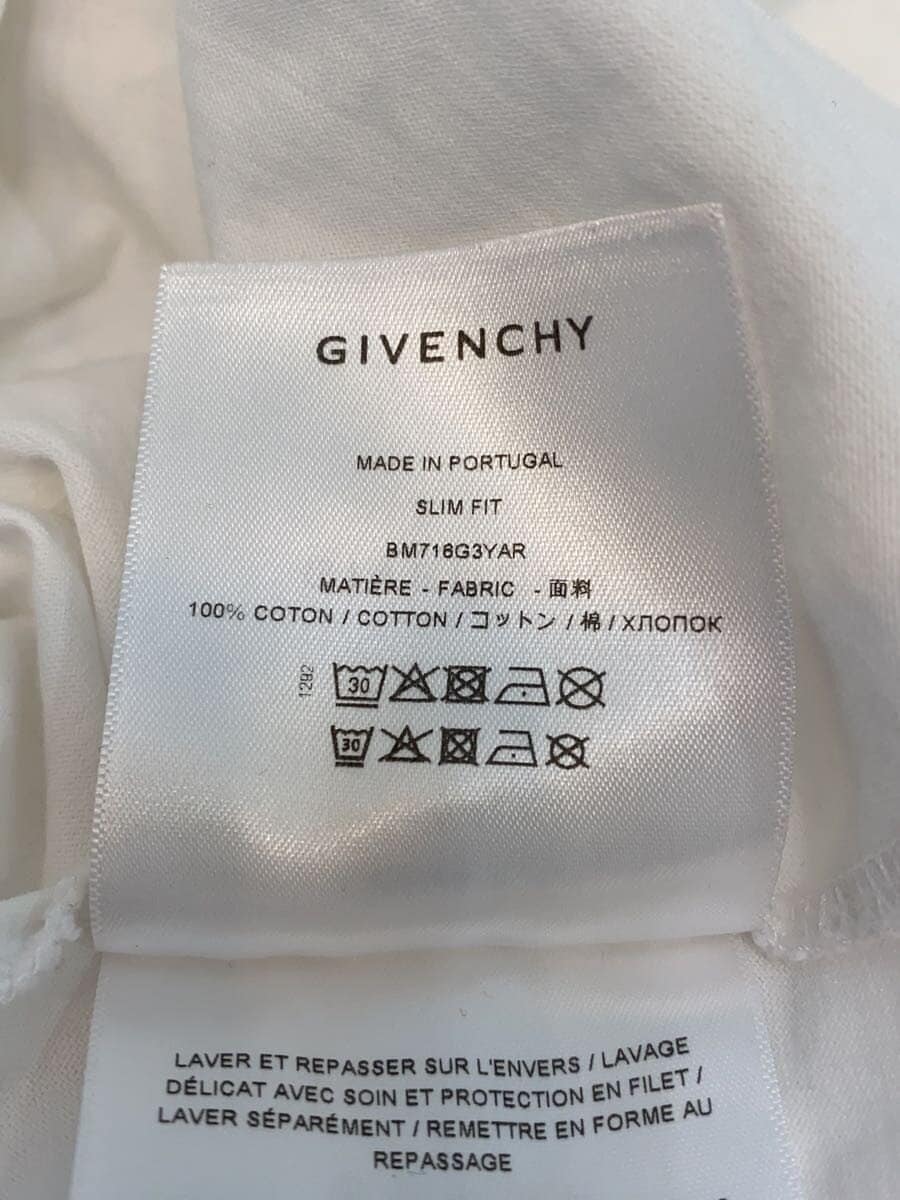 GIVENCHY
MADE IN PORTUGAL
SLIM FIT
BM716G3YAR
MATIÈRE - FABRIC - 面料
100% COTON / COTTON / コットン / 棉 / ХЛОПОК
1292
30
30
LAVER ET REPASSER SUR L'ENVERS / LAVAGE
DÉLICAT AVEC SOIN ET PROTECTION EN FILET /
LAVER SÉPARÉMENT / REMETTRE EN FORME AU
REPASSAGE